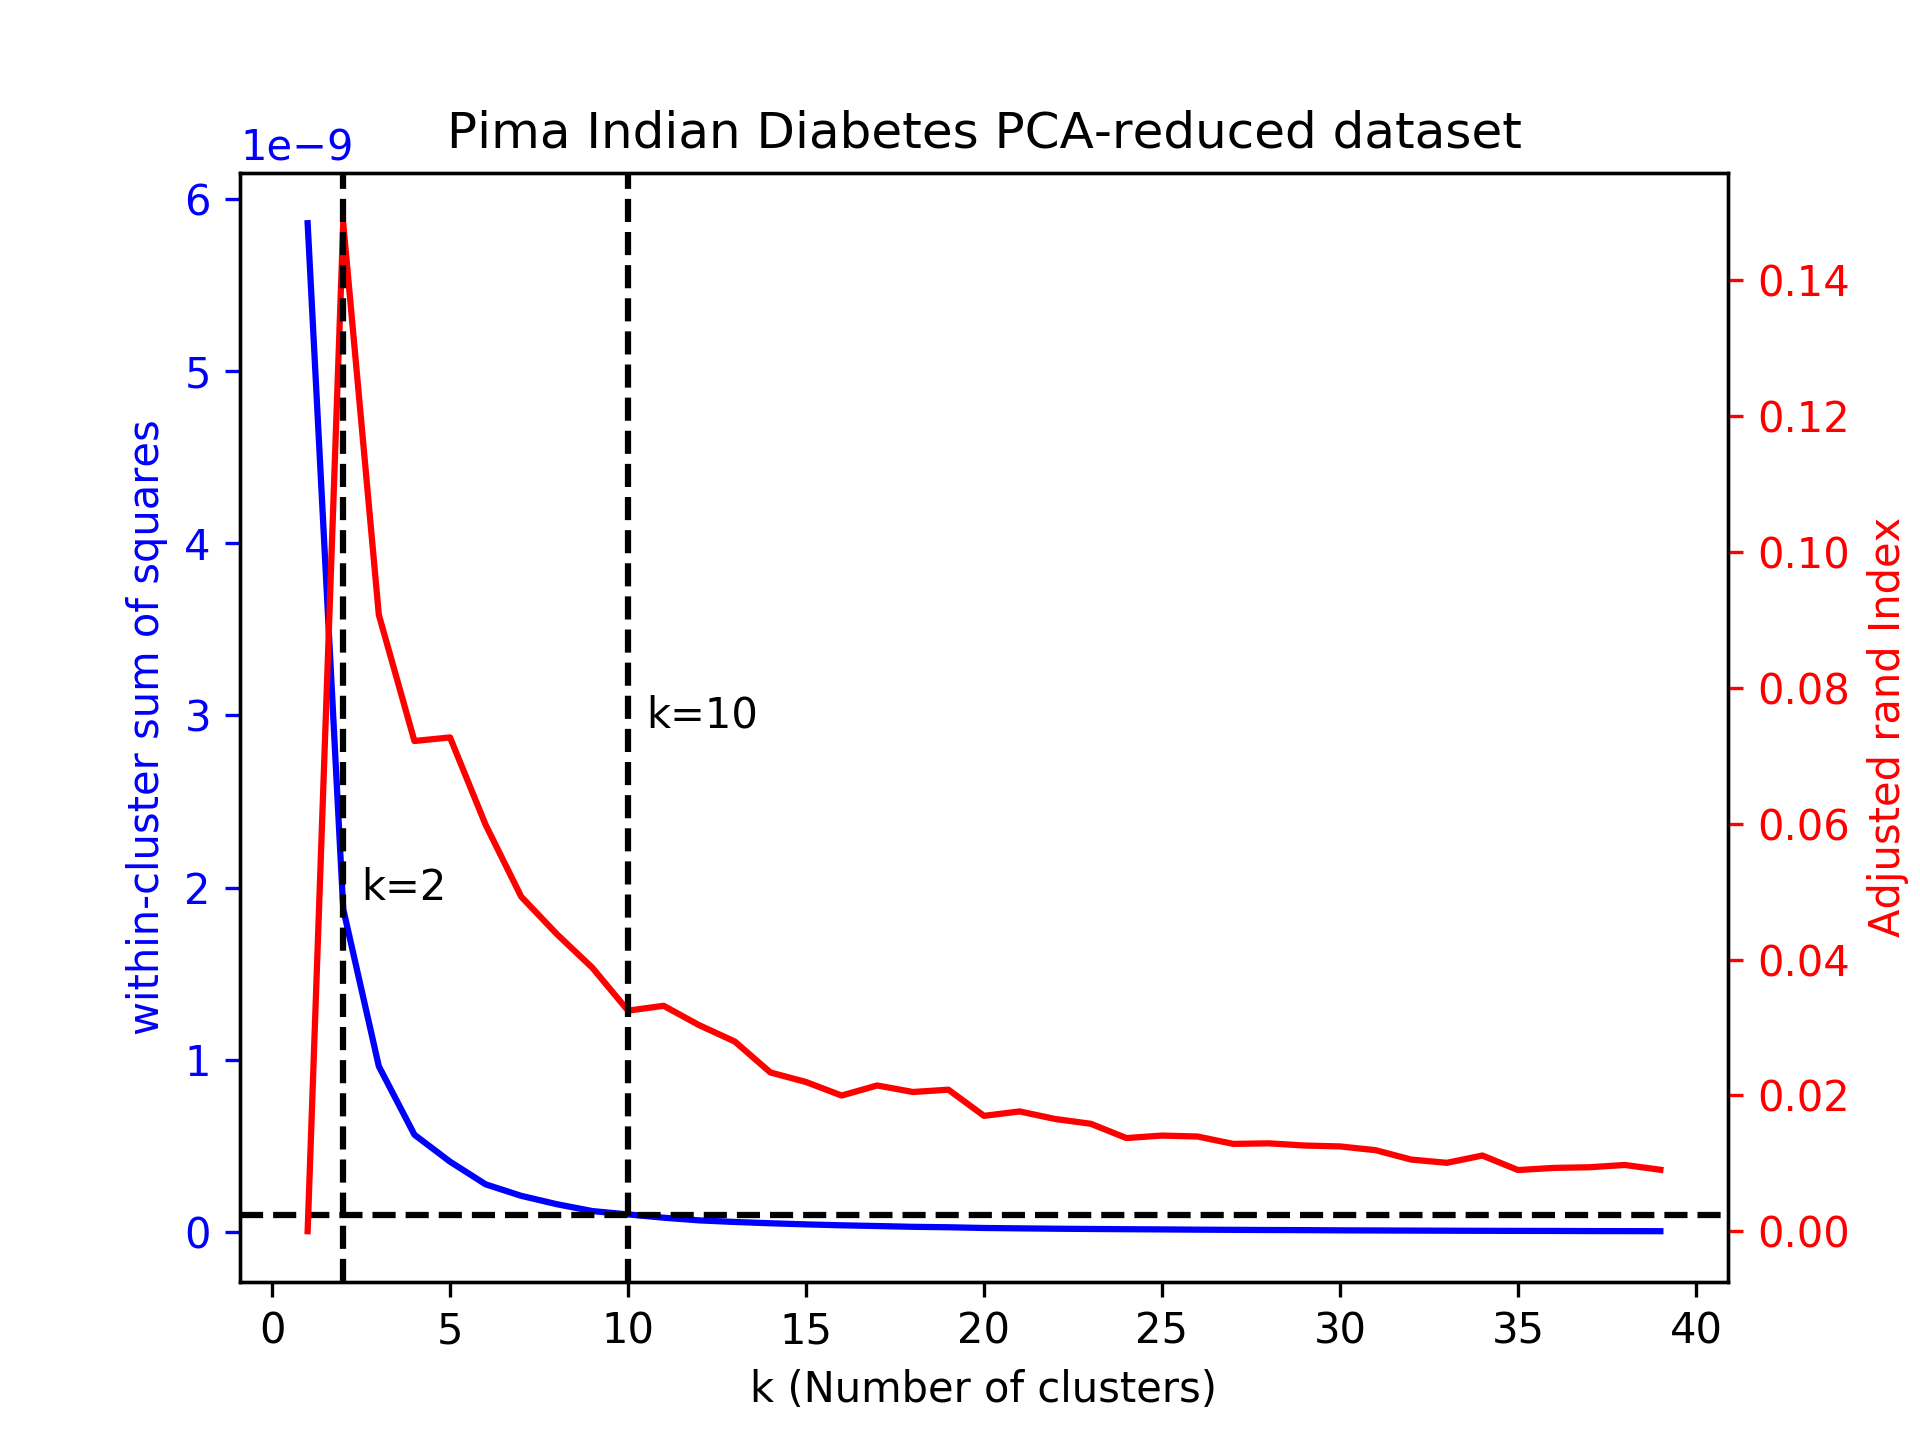 Pima Indian Diabetes PCA-reduced dataset
1e−9
6
5
4
3
2
1
0
within-cluster sum of squares
k=2
k=10
0.14
0.12
0.10
0.08
0.06
0.04
0.02
0.00
Adjusted rand Index
0 5 10 15 20 25 30 35 40
k (Number of clusters)